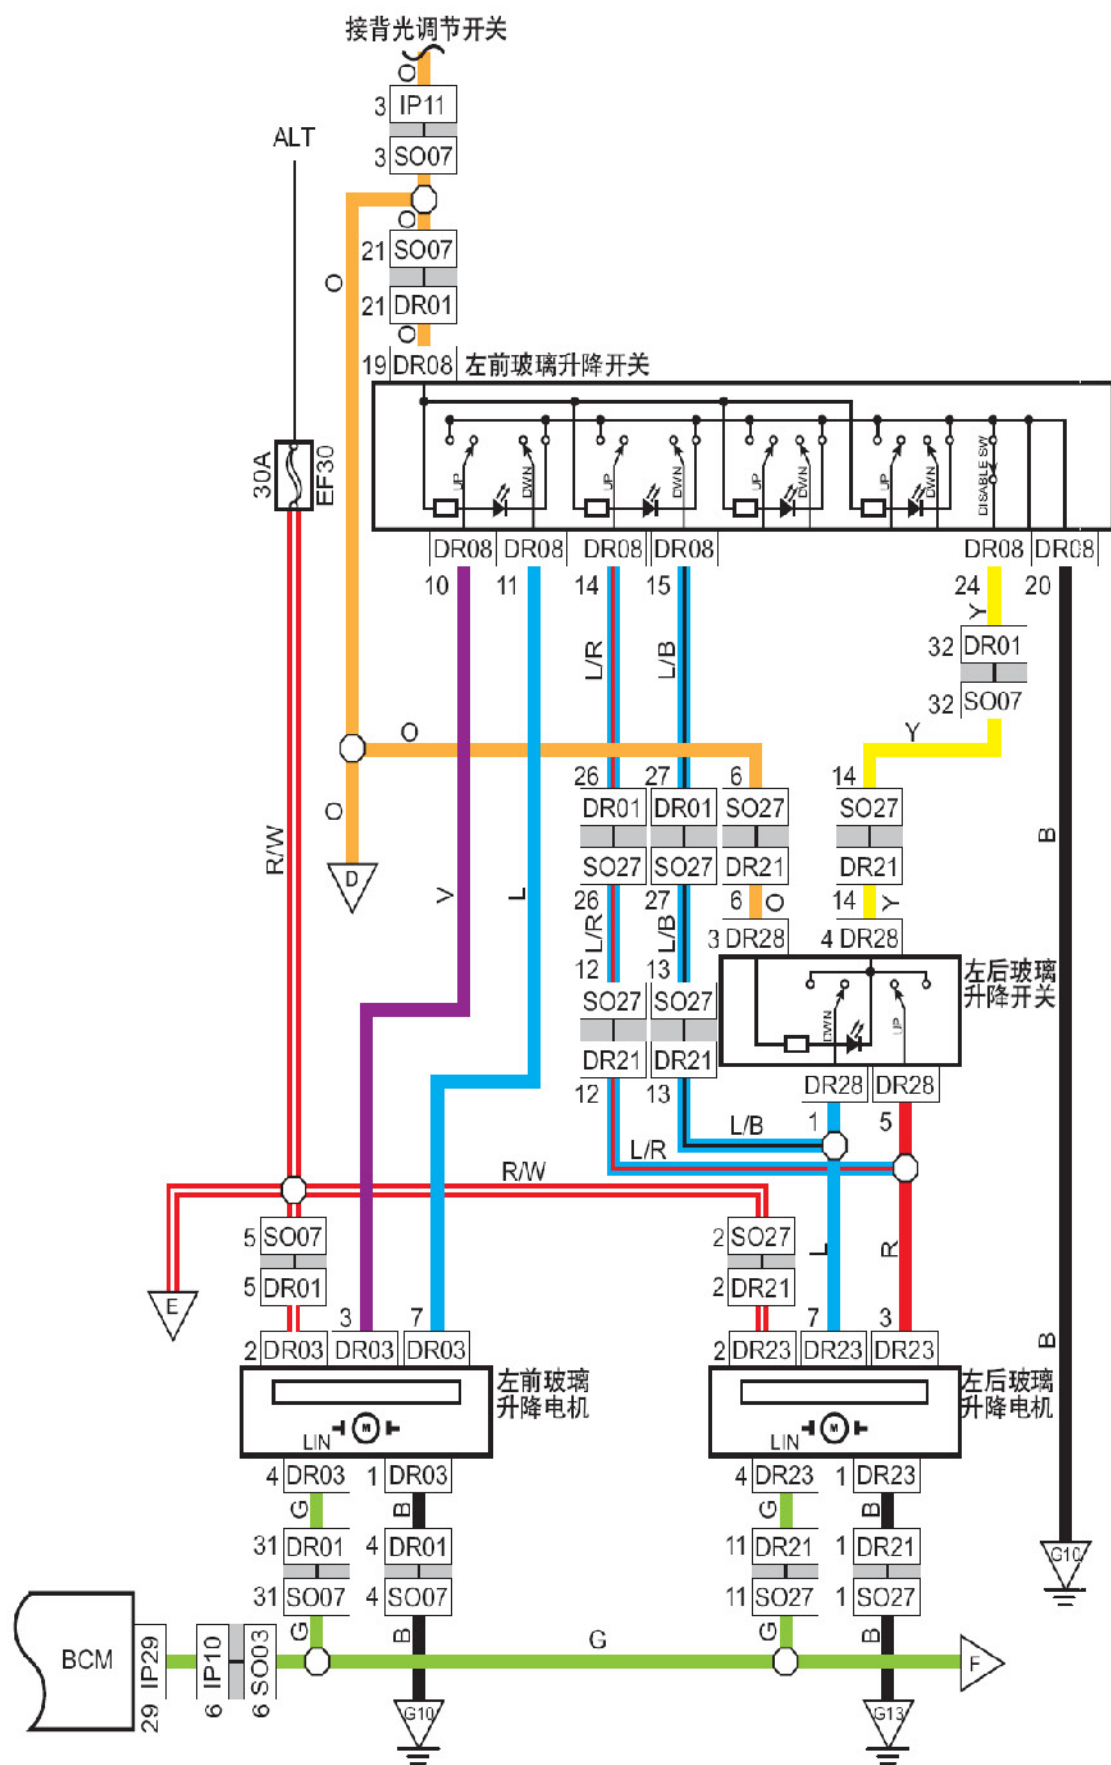 接背光调节开关
O
3 IP11
ALT
3 SO07
O
21 SO07
O
21 DR01
O
19 DR08 左前玻璃升降开关
30A
EF30
UP
DWN
UP
DWN
UP
DWN
UP
DWN
DISABLE SW
DR08 DR08 DR08 DR08 DR08 DR08
10 11 14 15 24 20
Y
L/R
L/B
32 DR01
32 SO07
O
Y
26 27 6 14
DR01 DR01 SO27 SO27
O
R/W
B
SO27 SO27 DR21 DR21
D
V
L
26 27 6 O 14 Y
L/R
L/B
3 DR28 4 DR28
12 13
左后玻璃
升降开关
SO27 SO27
DWN
UP
DR21 DR21
DR28 DR28
12 13
1 5
L/B
L/R
R/W
5 SO07
2 SO27
L
R
5 DR01
2 DR21
E
3 7
7 3
B
2 DR03 DR03 DR03
2 DR23 DR23 DR23
左前玻璃
升降电机
左后玻璃
升降电机
M
M
LIN
LIN
4 DR03 1 DR03 4 DR23 1 DR23
G B G B
31 DR01 4 DR01 11 DR21 1 DR21
G10
31 SO07 4 SO07 11 SO27 1 SO27
G B G B
G
BCM
29 IP29
6 IP10
6 SO03
F
G10
G13